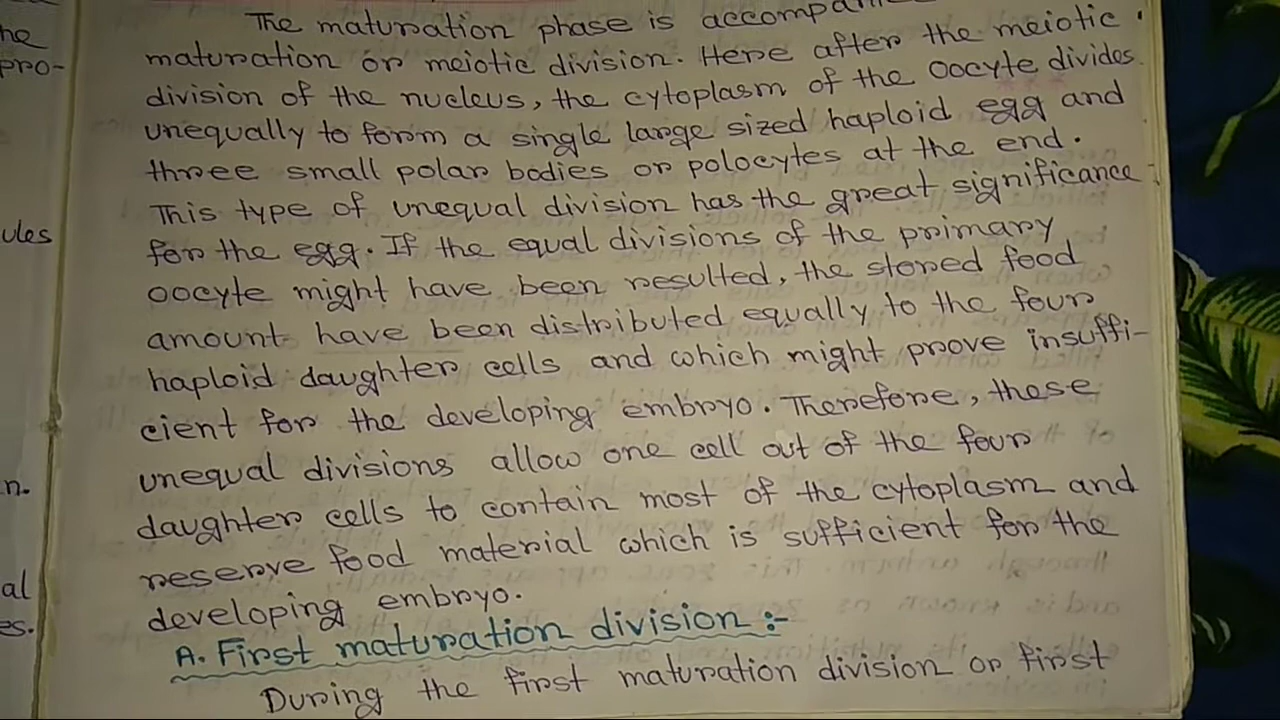 he
pro-
ules
n.
al
es.
The maturation phase is
maturation or meiotic division. Here after the meiotic
division of the nucleus, the cytoplasm of the oocyte divides
unequally to form a single large sized haploid egg and
three small polar bodies or polocytes at the end.
This type of unequal division has the great significance
for the egg. If the equal divisions of the primary
oocyte might have been resulted, the stored food
amount have been distributed equally to the four
haploid daughter cells and which might prove insuffi-
cient for the developing embryo. Therefore, these
unequal divisions allow one cell out of the four
daughter cells to contain most of the cytoplasm and
reserve food material which is sufficient for the
developing embryo.
A. First maturation division :-
During the first maturation division or first